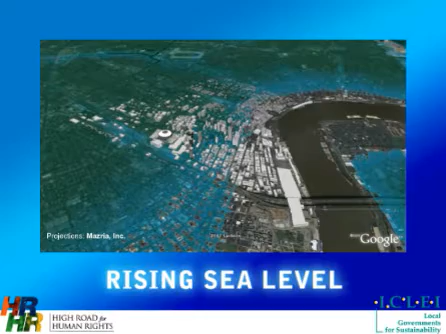 Projections: Mazria, Inc.
Google
RISING SEA LEVEL
HR
HR
HIGH ROAD for
HUMAN RIGHTS
I.C.L.E.I
Local
Governments
for Sustainability